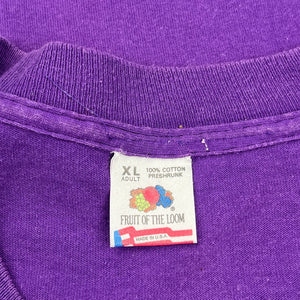 XL 100% COTTON
ADULT PRESHRUNK
FRUIT OF THE LOOM ®
MADE IN U.S.A.